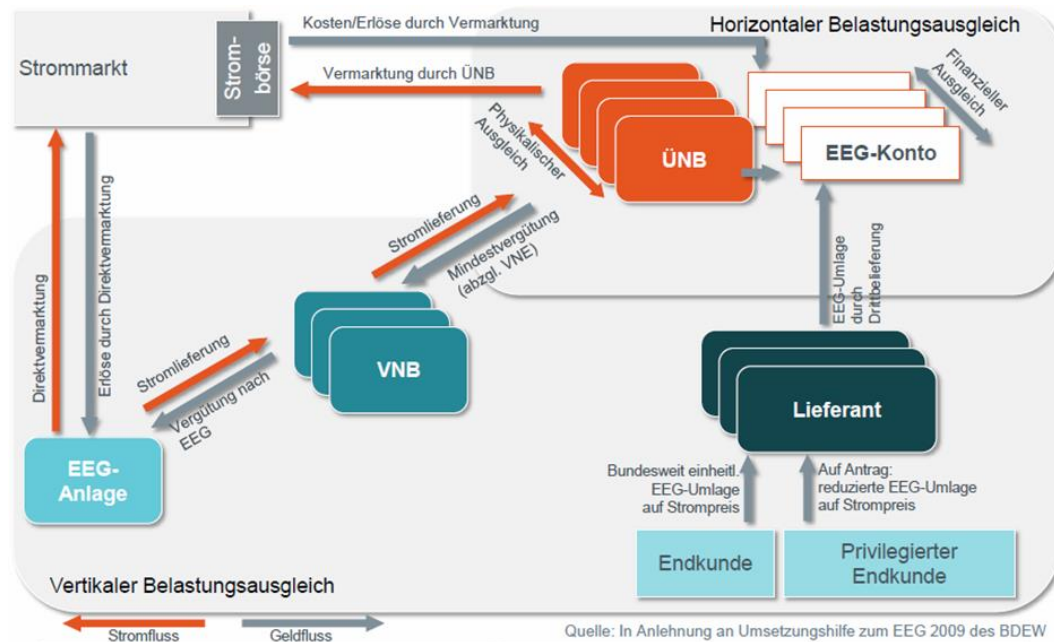 Kosten/Erlöse durch Vermarktung
Horizontaler Belastungsausgleich
Strommarkt
Strom-
börse
Vermarktung durch ÜNB
Finanzieller
Ausgleich
Physikalischer
Ausgleich
ÜNB
EEG-Konto
Stromlieferung
Mindestvergütung
(abzgl. VNE)
EEG-Umlage
durch
Drittbelieferung
Direktvermarktung
Erlöse durch Direktvermarktung
Stromlieferung
Vergütung nach
EEG
VNB
Lieferant
EEG-
Anlage
Bundesweit einheitl.
EEG-Umlage
auf Strompreis
Auf Antrag:
reduzierte EEG-Umlage
auf Strompreis
Endkunde
Privilegierter
Endkunde
Vertikaler Belastungsausgleich
Stromfluss
Geldfluss
Quelle: In Anlehnung an Umsetzungshilfe zum EEG 2009 des BDEW